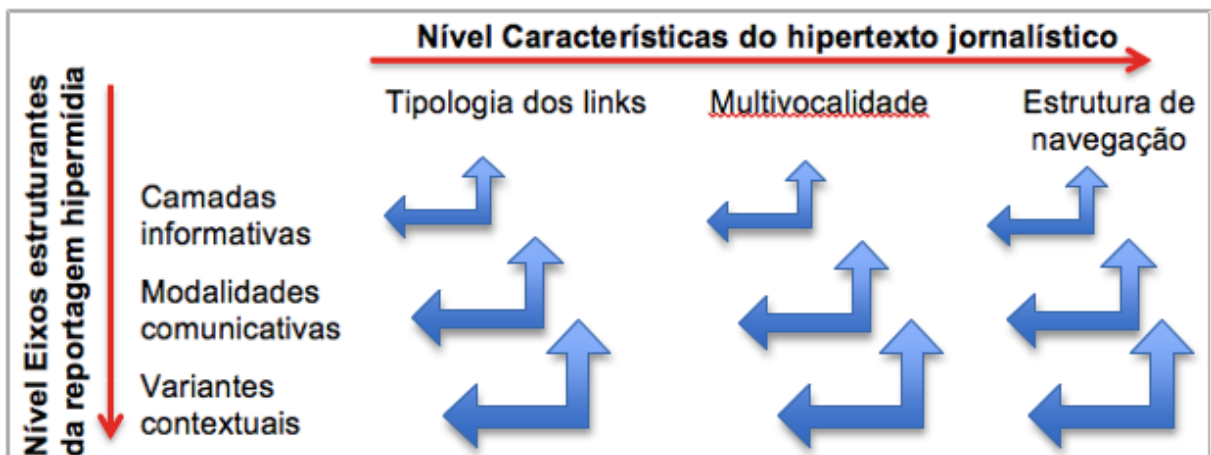 Nível Características do hipertexto jornalístico
Nível Eixos estruturantes
da reportagem hipermídia
Tipologia dos links
Multivocalidade
Estrutura de
navegação
Camadas
informativas
Modalidades
comunicativas
Variantes
contextuais